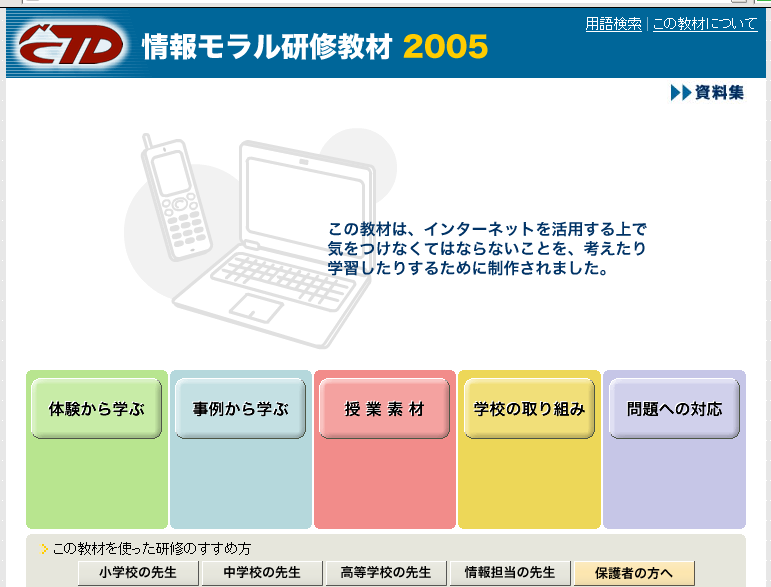 用語検索 | この教材について
CTD 情報モラル研修教材 2005
資料集
この教材は、インターネットを活用する上で
気をつけなくてはならないことを、考えたり
学習したりするために制作されました。
体験から学ぶ 事例から学ぶ 授業素材 学校の取り組み 問題への対応
この教材を使った研修のすすめ方
小学校の先生 中学校の先生 高等学校の先生 情報担当の先生 保護者の方へ